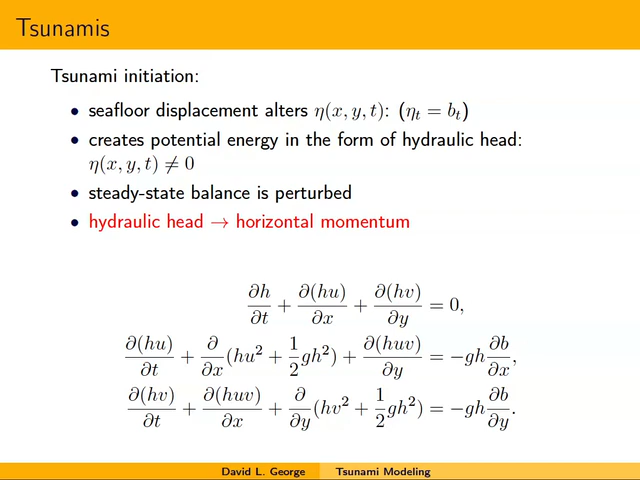 Tsunamis
Tsunami initiation:
• seafloor displacement alters η(x, y, t): (ηₜ = bₜ)
• creates potential energy in the form of hydraulic head:
η(x, y, t) ≠ 0
• steady-state balance is perturbed
• hydraulic head → horizontal momentum
∂h/∂t + ∂(hu)/∂x + ∂(hv)/∂y = 0,
∂(hu)/∂t + ∂/∂x(hu² + 1/2 gh²) + ∂(huv)/∂y = −gh ∂b/∂x,
∂(hv)/∂t + ∂(huv)/∂x + ∂/∂y(hv² + 1/2 gh²) = −gh ∂b/∂y.
David L. George Tsunami Modeling